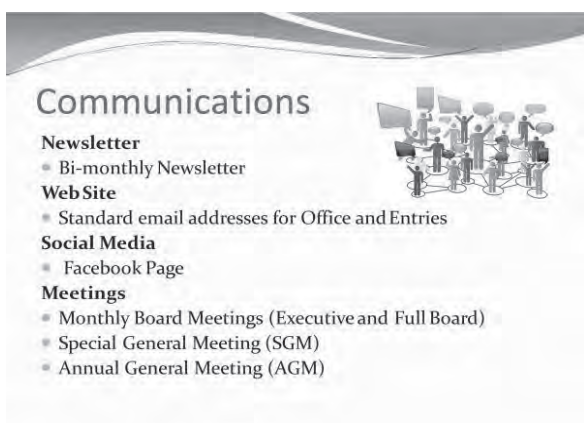 Communications
Newsletter
• Bi-monthly Newsletter
Web Site
• Standard email addresses for Office and Entries
Social Media
• Facebook Page
Meetings
• Monthly Board Meetings (Executive and Full Board)
• Special General Meeting (SGM)
• Annual General Meeting (AGM)